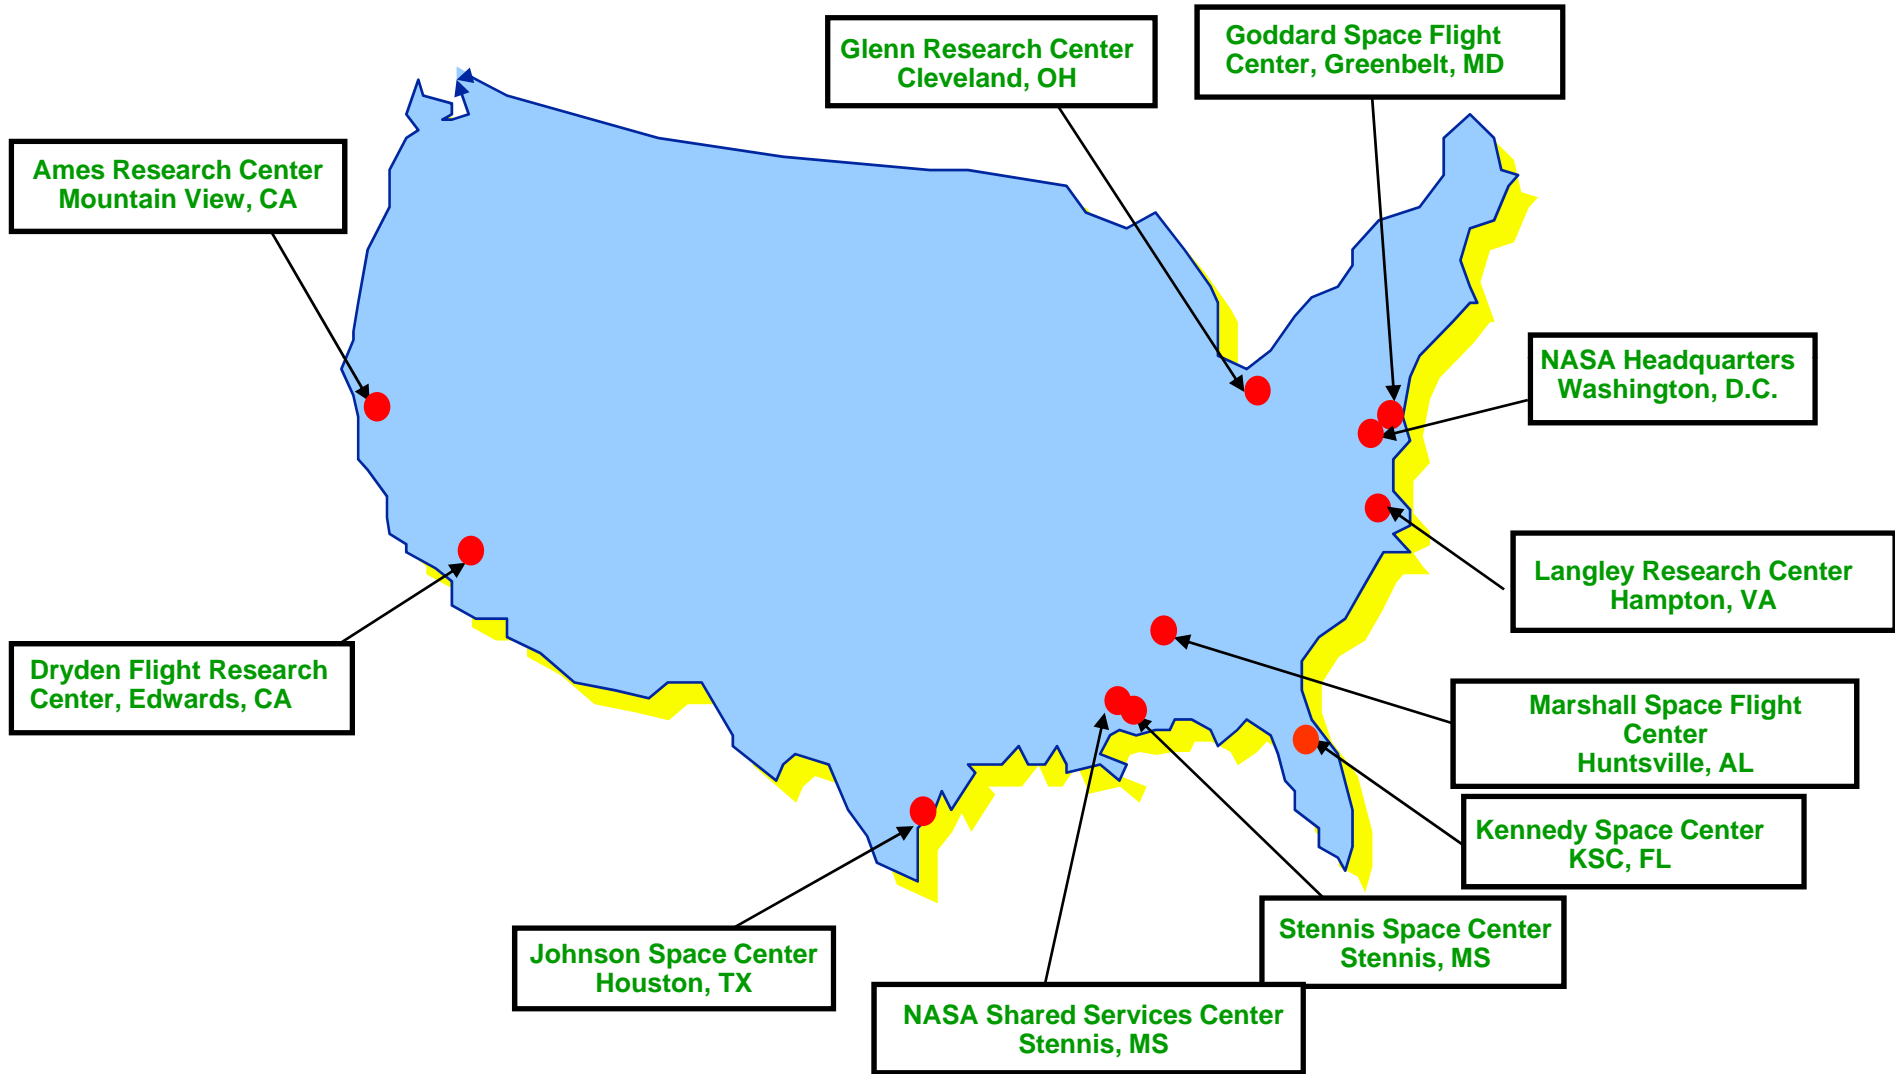 Glenn Research Center
Cleveland, OH
Goddard Space Flight
Center, Greenbelt, MD
Ames Research Center
Mountain View, CA
NASA Headquarters
Washington, D.C.
Langley Research Center
Hampton, VA
Dryden Flight Research
Center, Edwards, CA
Marshall Space Flight
Center
Huntsville, AL
Kennedy Space Center
KSC, FL
Stennis Space Center
Stennis, MS
Johnson Space Center
Houston, TX
NASA Shared Services Center
Stennis, MS